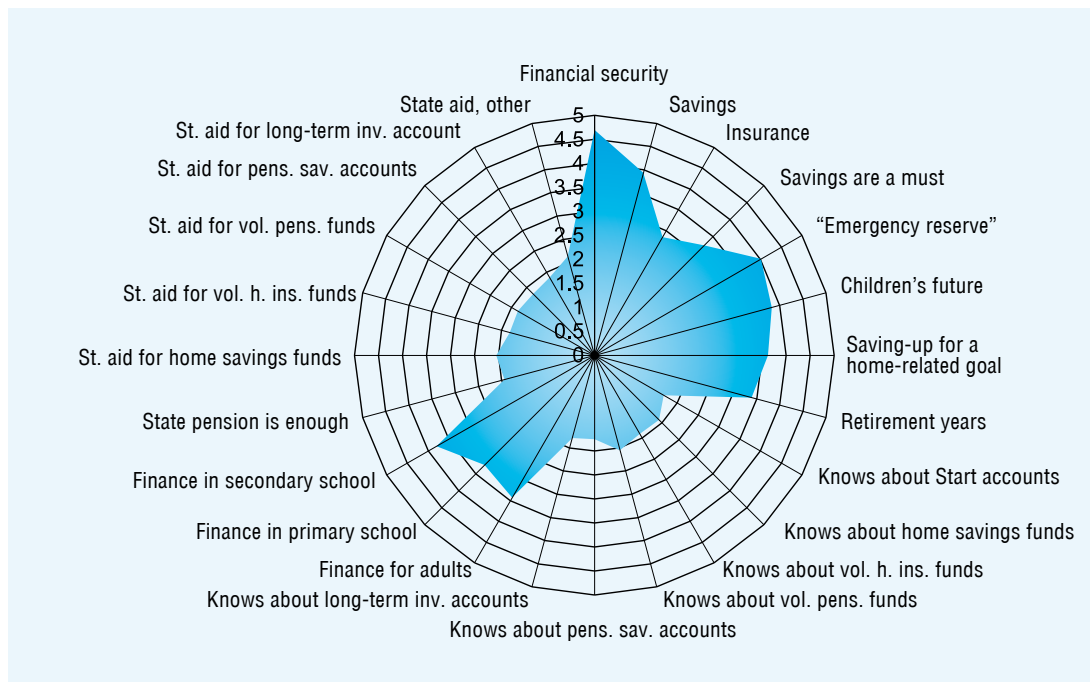 Financial security
Savings
Insurance
Savings are a must
“Emergency reserve”
Children’s future
Saving-up for a
home-related goal
Retirement years
Knows about Start accounts
Knows about home savings funds
Knows about vol. h. ins. funds
Knows about vol. pens. funds
Knows about pens. sav. accounts
Knows about long-term inv. accounts
Finance for adults
Finance in primary school
Finance in secondary school
State pension is enough
St. aid for home savings funds
St. aid for vol. h. ins. funds
St. aid for vol. pens. funds
St. aid for pens. sav. accounts
St. aid for long-term inv. account
State aid, other
5
4.5
4
3.5
3
2.5
2
1.5
1
0.5
0